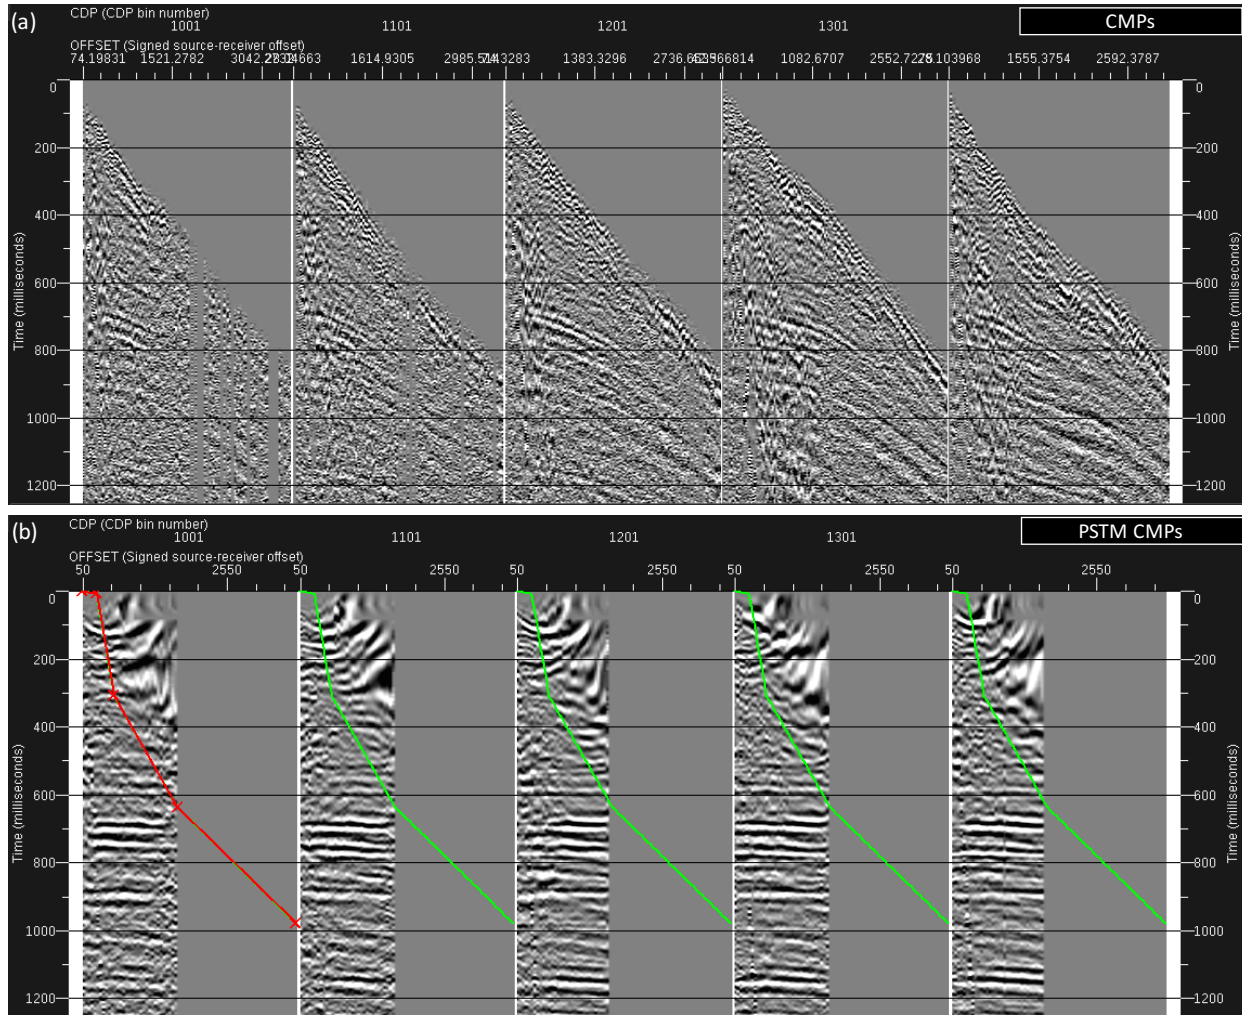 (a)
CDP (CDP bin number)
1001 1101 1201 1301
CMPs
OFFSET (Signed source-receiver offset)
74.19831 1521.2782 1614.9305 1383.3296 1082.6707 1555.3754 2592.3787
0 0
200 200
400 400
600 600
800 800
1000 1000
1200 1200
Time (milliseconds)
Time (milliseconds)
(b)
CDP (CDP bin number)
1001 1101 1201 1301
PSTM CMPs
OFFSET (Signed source-receiver offset)
50 2550 50 2550 50 2550 50 2550 50 2550
0 0
200 200
400 400
600 600
800 800
1000 1000
1200 1200
Time (milliseconds)
Time (milliseconds)